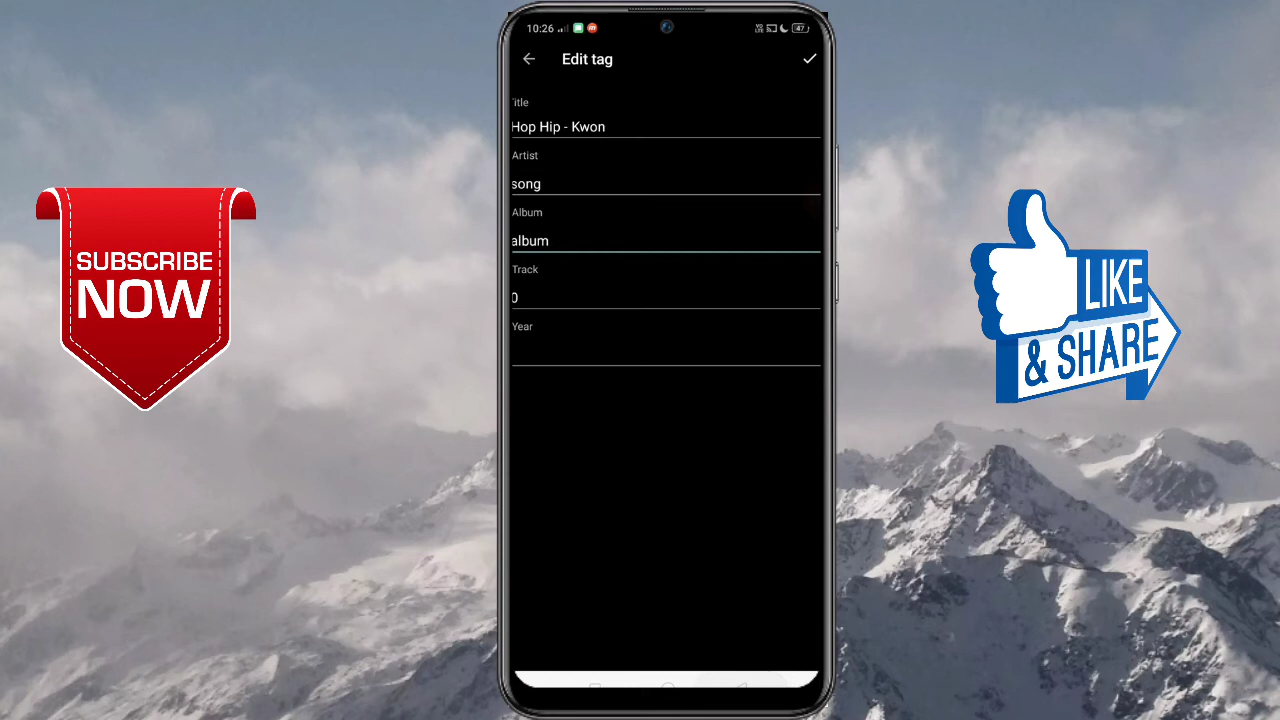 10:26
47
Edit tag
Title
Hop Hip - Kwon
Artist
song
Album
album
Track
0
Year
SUBSCRIBE
NOW
LIKE
& SHARE